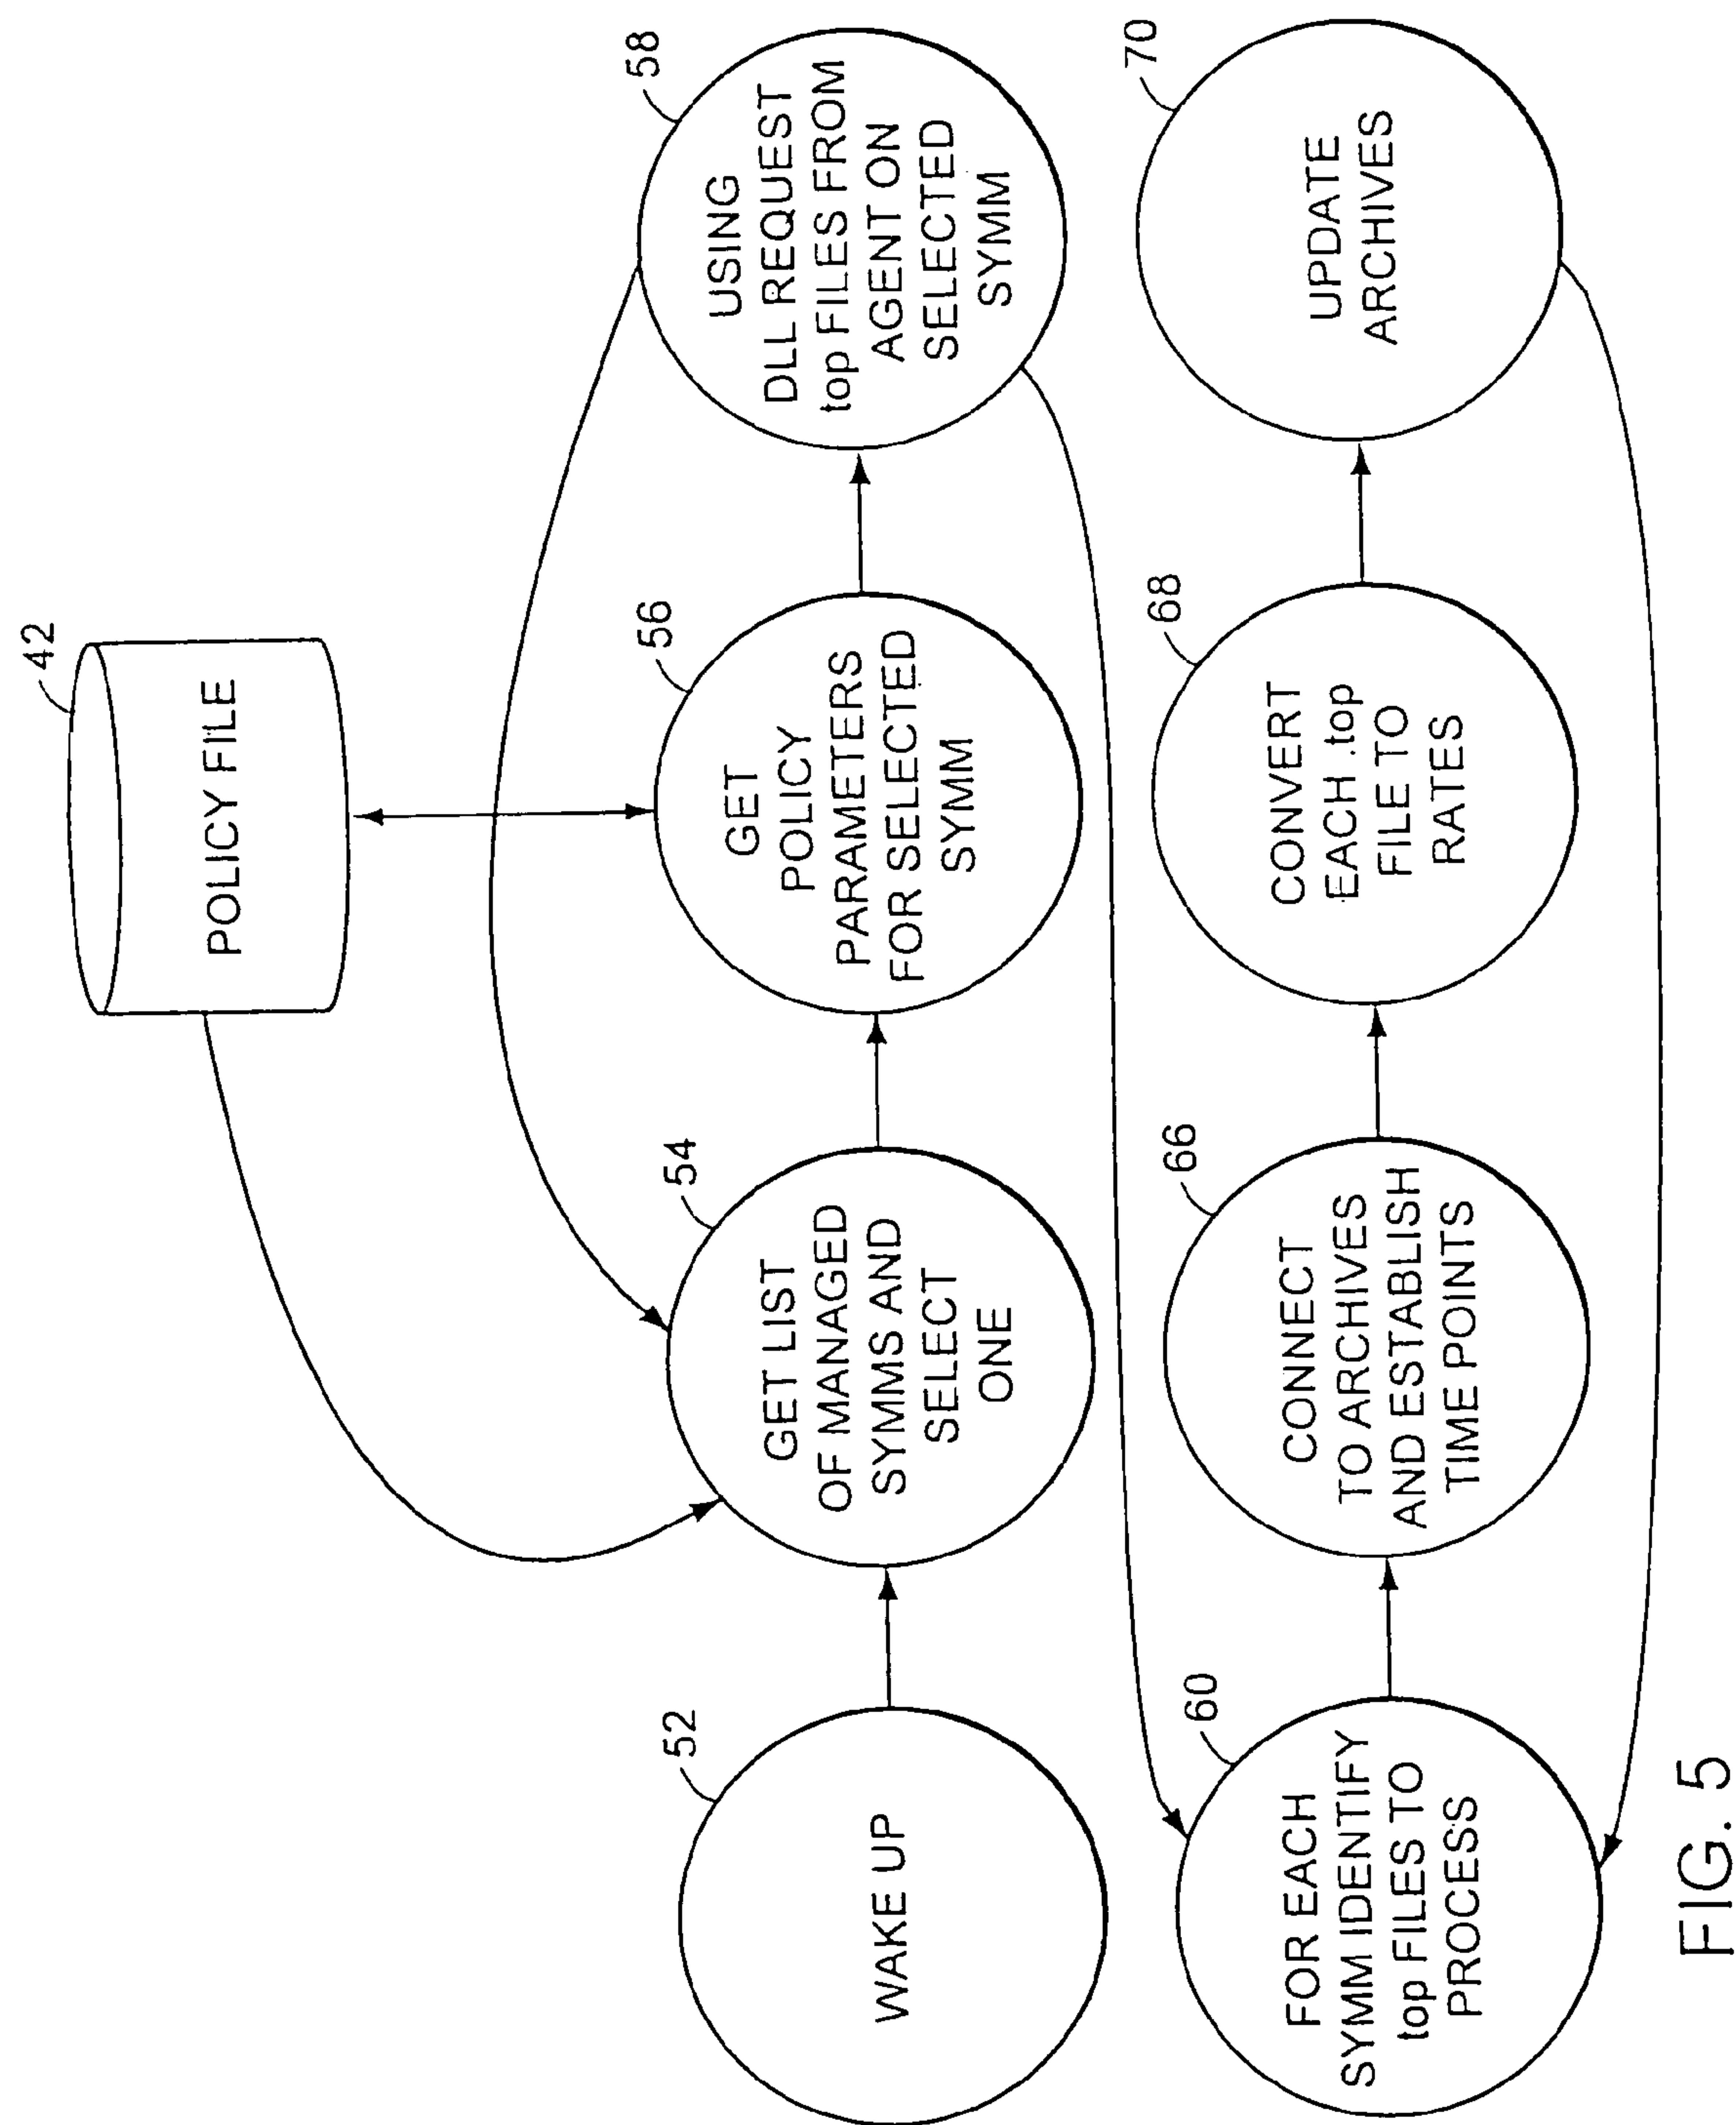 42
POLICY FILE
52
WAKE UP
54
GET LIST
OF MANAGED
SYMMS AND
SELECT
ONE
56
GET
POLICY
PARAMETERS
FOR SELECTED
SYMM
58
USING
DLL REQUEST
top FILES FROM
AGENT ON
SELECTED
SYMM
60
FOR EACH
SYMM IDENTIFY
top FILES TO
PROCESS
66
CONNECT
TO ARCHIVES
AND ESTABLISH
TIME POINTS
68
CONVERT
EACH .top
FILE TO
RATES
70
UPDATE
ARCHIVES
FIG. 5